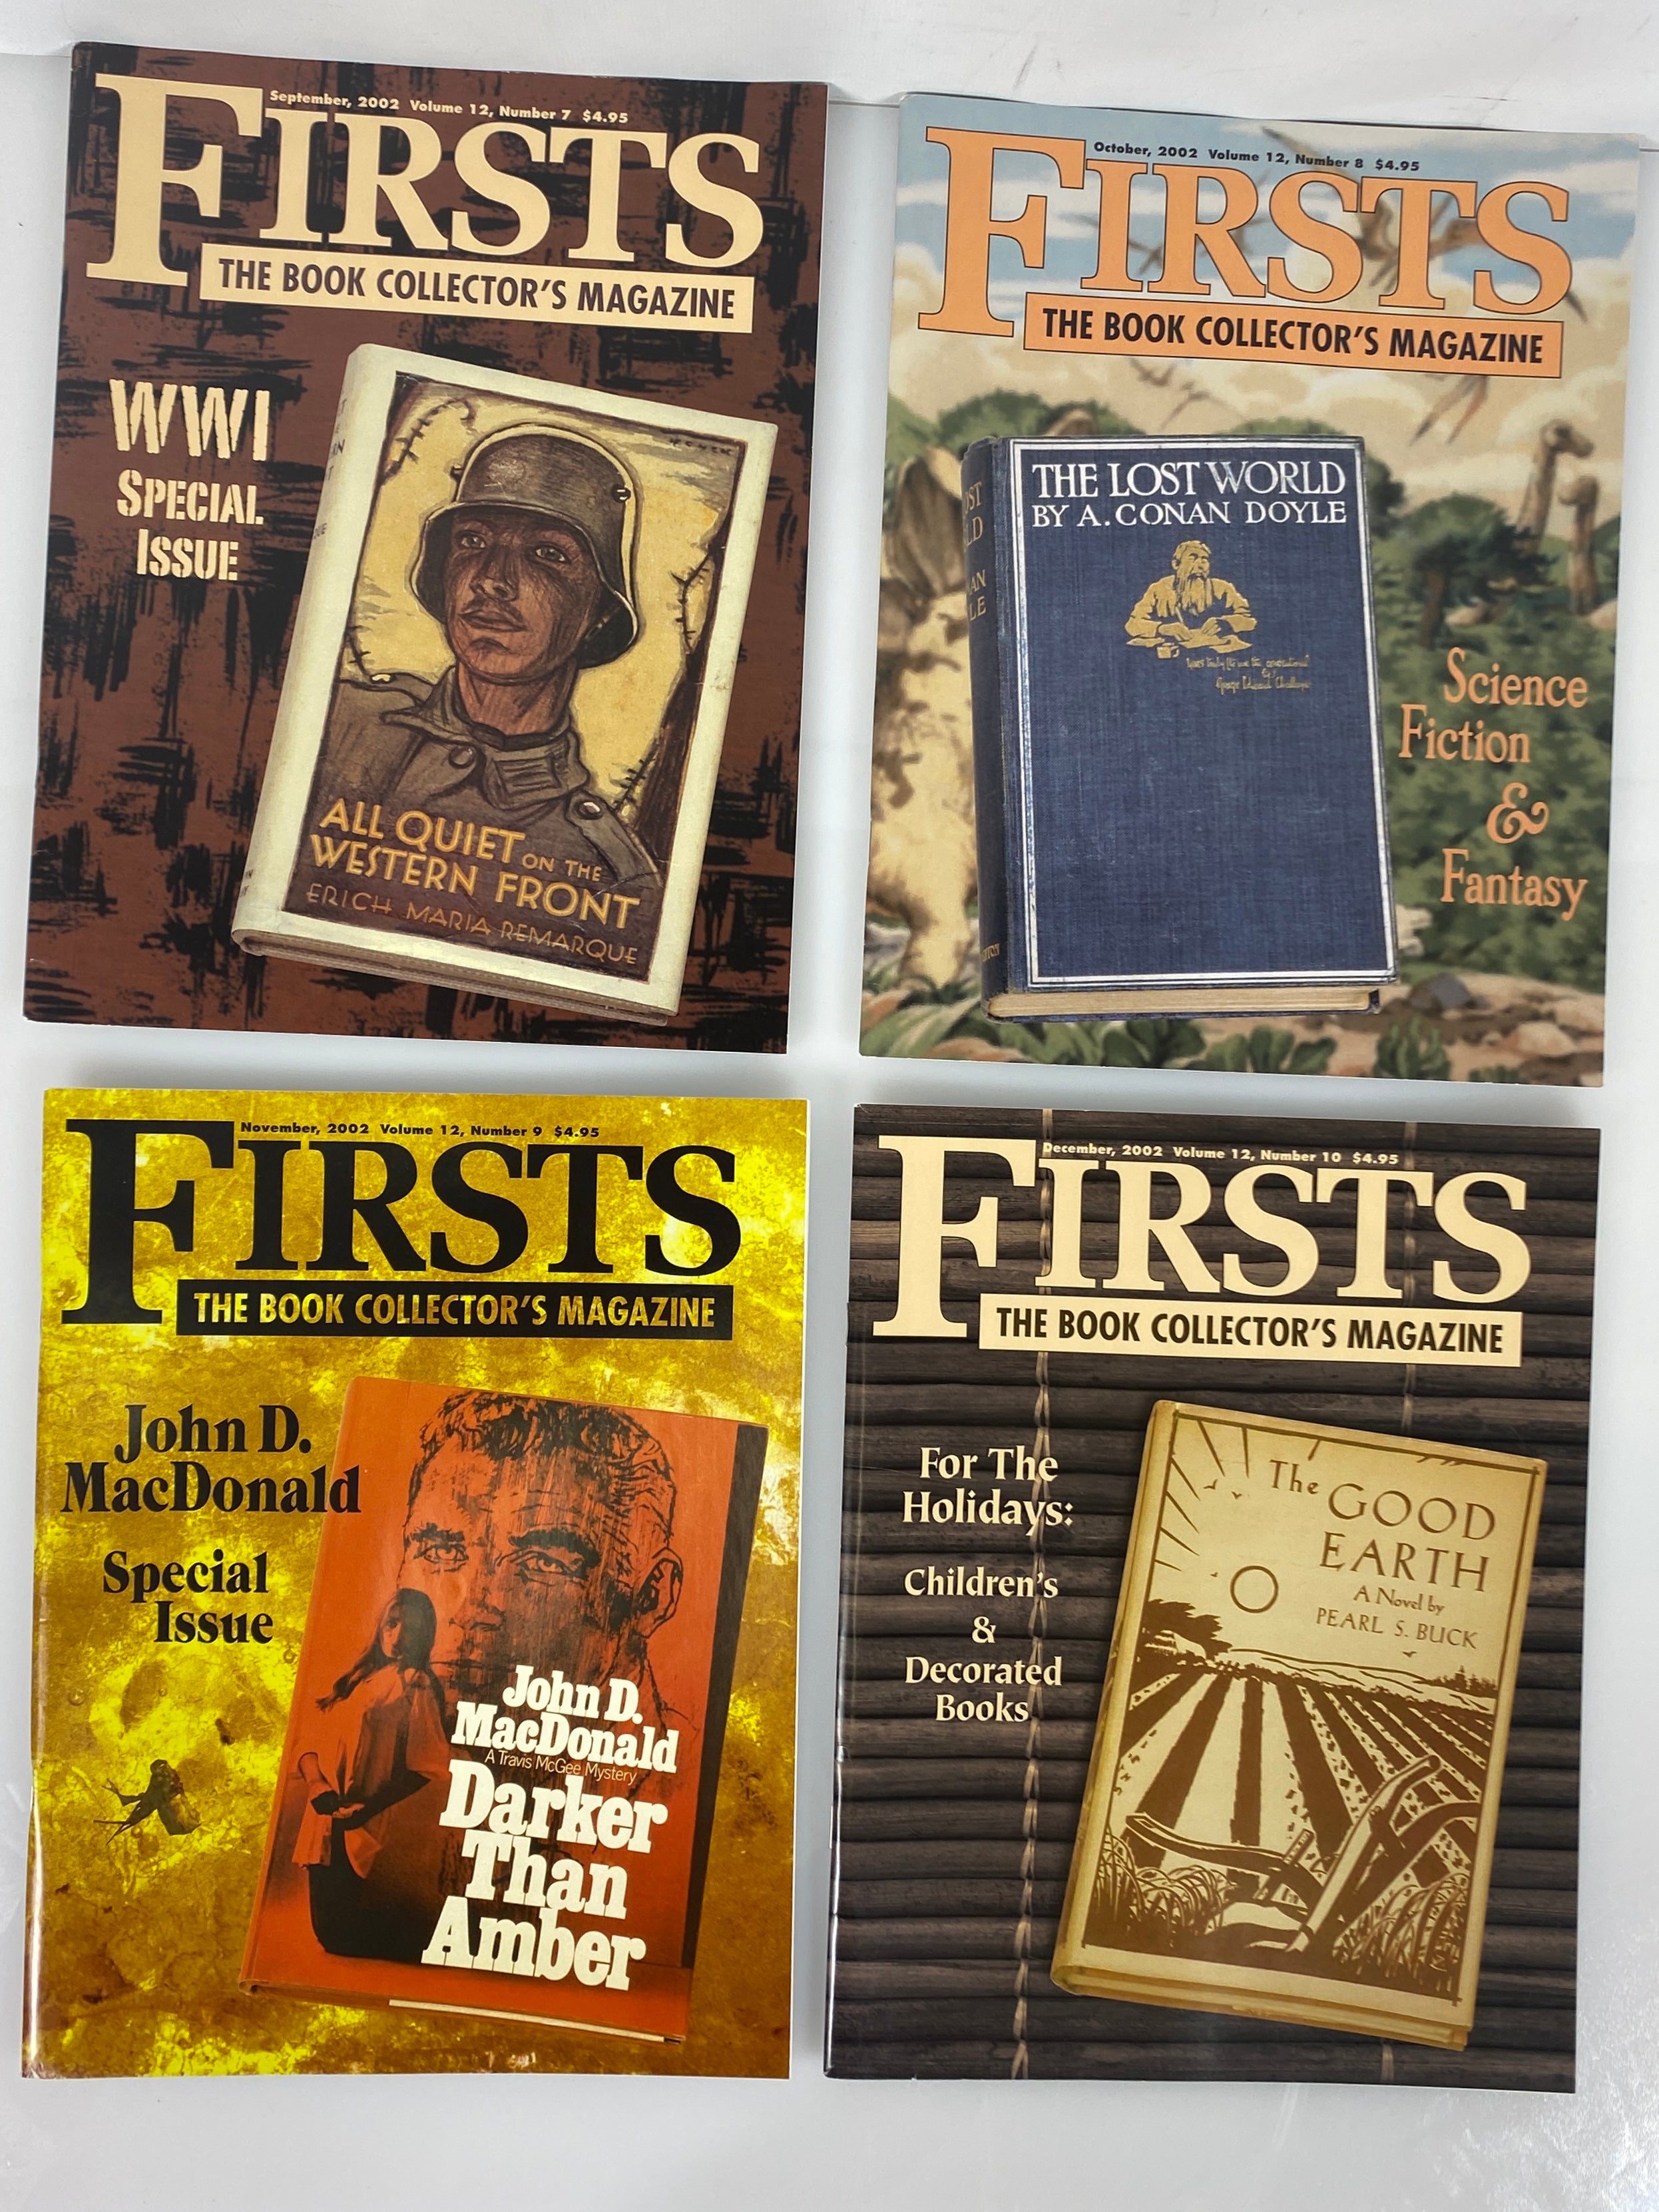 September, 2002 Volume 12, Number 7 $4.95
FIRSTS
THE BOOK COLLECTOR'S MAGAZINE
WWI
SPECIAL
ISSUE
ALL QUIET ON THE
WESTERN FRONT
ERICH MARIA REMARQUE
October, 2002 Volume 12, Number 8 $4.95
FIRSTS
THE BOOK COLLECTOR'S MAGAZINE
THE LOST WORLD
BY A. CONAN DOYLE
Science
Fiction
&
Fantasy
November, 2002 Volume 12, Number 9 $4.95
FIRSTS
THE BOOK COLLECTOR'S MAGAZINE
John D.
MacDonald
Special
Issue
John D.
MacDonald
A Travis McGee Mystery
Darker
Than
Amber
December, 2002 Volume 12, Number 10 $4.95
FIRSTS
THE BOOK COLLECTOR'S MAGAZINE
For The
Holidays:
Children's
&
Decorated
Books
The GOOD
EARTH
A Novel by
PEARL S. BUCK